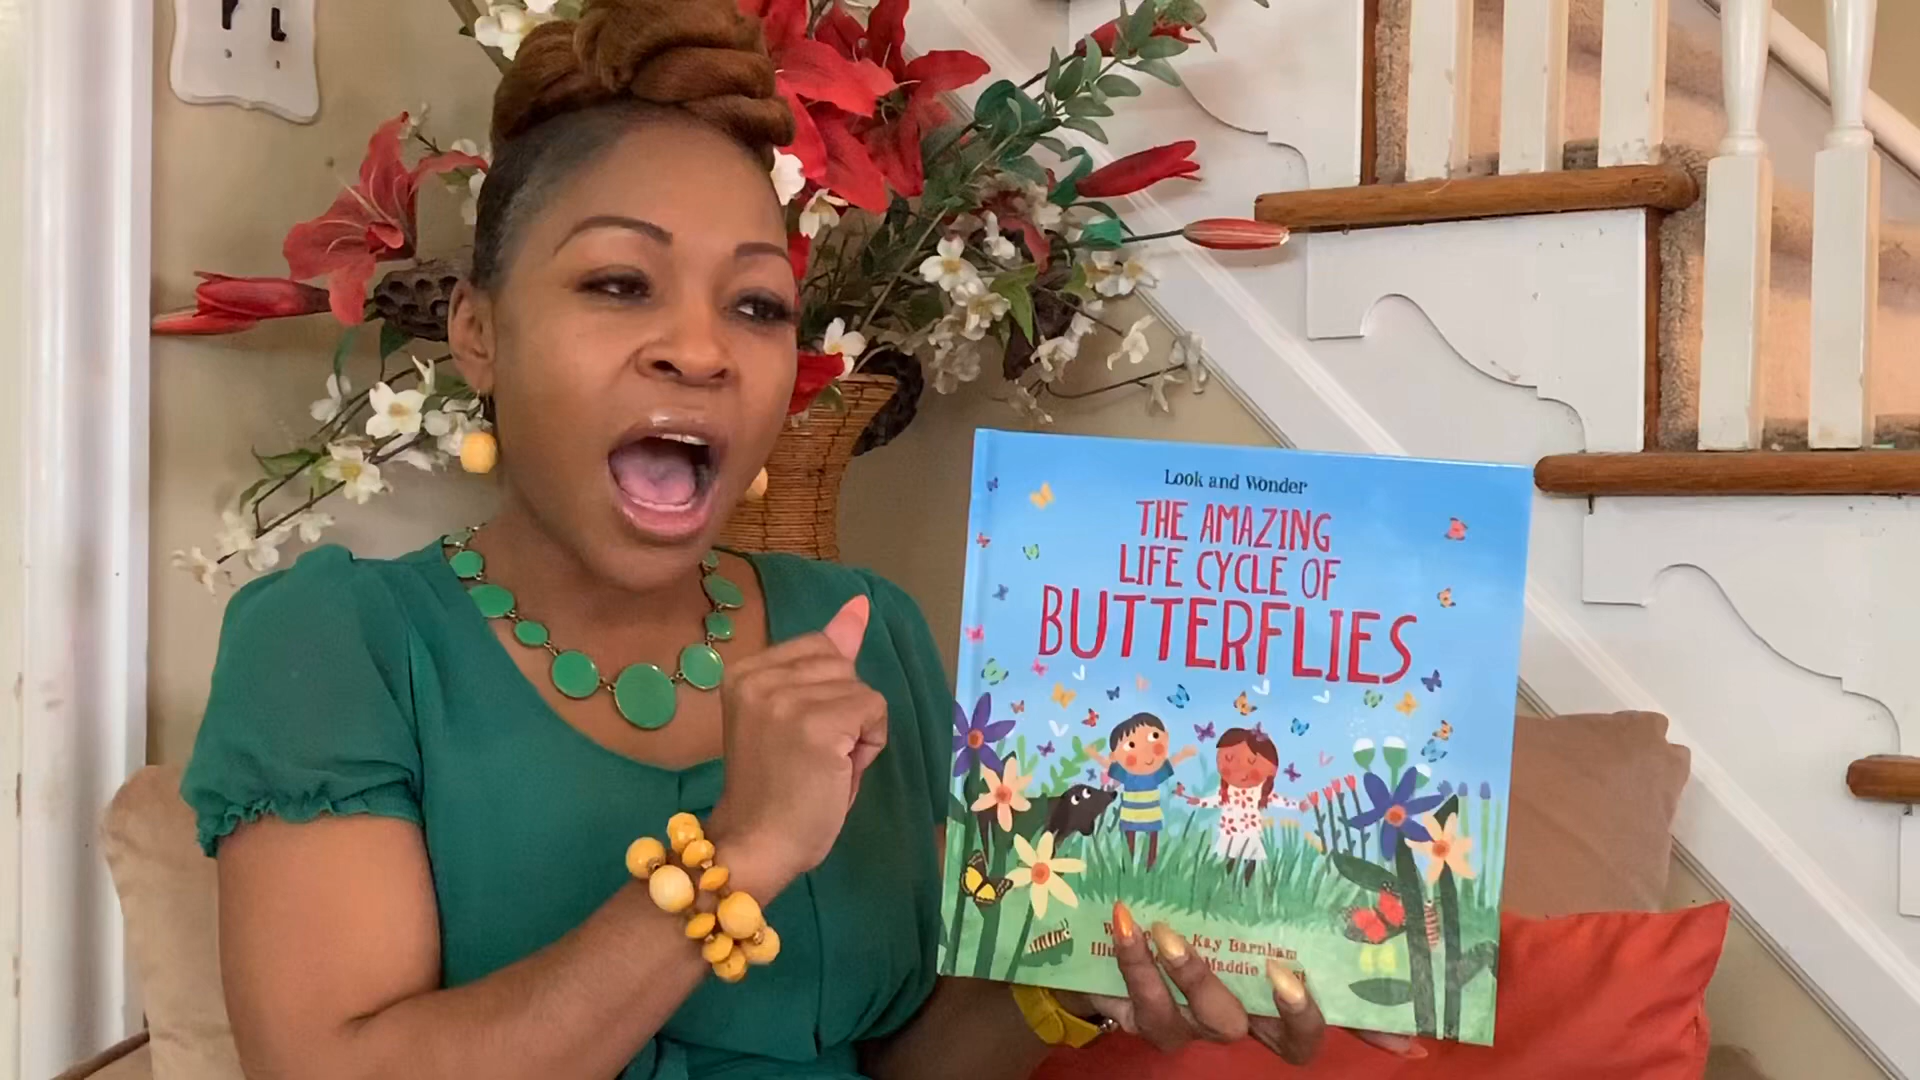 Look and Wonder
THE AMAZING
LIFE CYCLE OF
BUTTERFLIES
Kay Barnham
Maddie